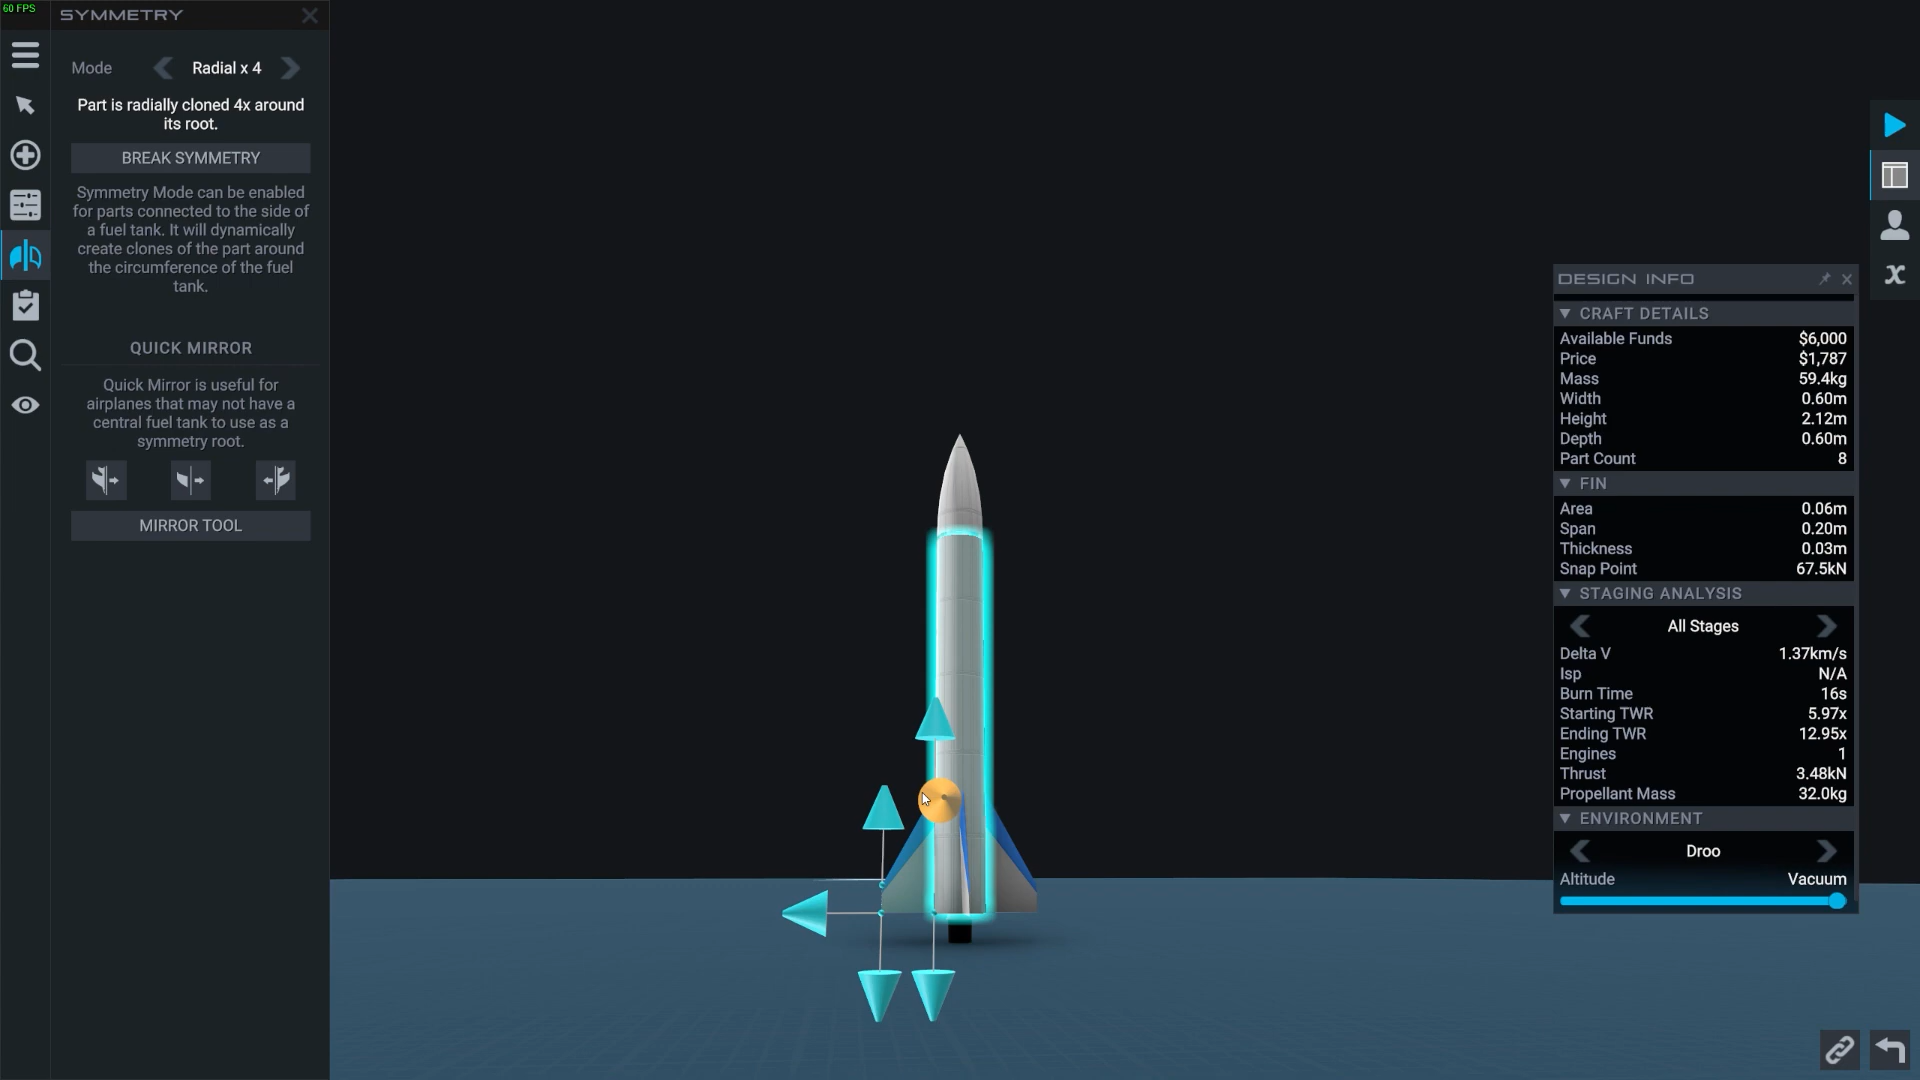 60 FPS
SYMMETRY
Mode
Radial x 4
Part is radially cloned 4x around
its root.
BREAK SYMMETRY
Symmetry Mode can be enabled
for parts connected to the side of
a fuel tank. It will dynamically
create clones of the part around
the circumference of the fuel
tank.
QUICK MIRROR
Quick Mirror is useful for
airplanes that may not have a
central fuel tank to use as a
symmetry root.
MIRROR TOOL
DESIGN INFO
CRAFT DETAILS
Available Funds $6,000
Price $1,787
Mass 59.4kg
Width 0.60m
Height 2.12m
Depth 0.60m
Part Count 8
FIN
Area 0.06m
Span 0.20m
Thickness 0.03m
Snap Point 67.5kN
STAGING ANALYSIS
All Stages
Delta V 1.37km/s
Isp N/A
Burn Time 16s
Starting TWR 5.97x
Ending TWR 12.95x
Engines 1
Thrust 3.48kN
Propellant Mass 32.0kg
ENVIRONMENT
Droo
Altitude Vacuum